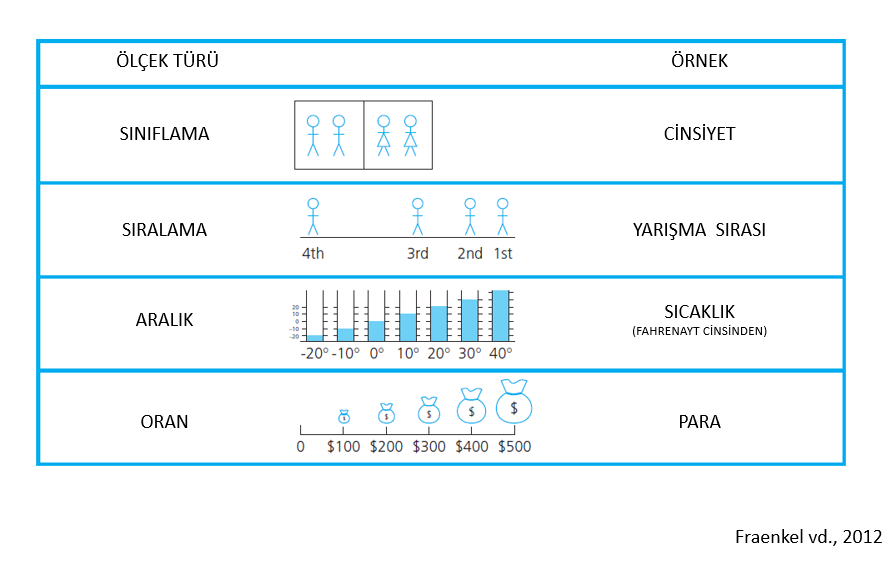 ÖLÇEK TÜRÜ ÖRNEK
SINIFLAMA CİNSİYET
SIRALAMA YARIŞMA SIRASI
4th 3rd 2nd 1st
ARALIK SICAKLIK
(FAHRENAYT CİNSİNDEN)
20
10
0
-10
-20
-20° -10° 0° 10° 20° 30° 40°
ORAN PARA
$ $ $ $ $
0 $100 $200 $300 $400 $500
Fraenkel vd., 2012